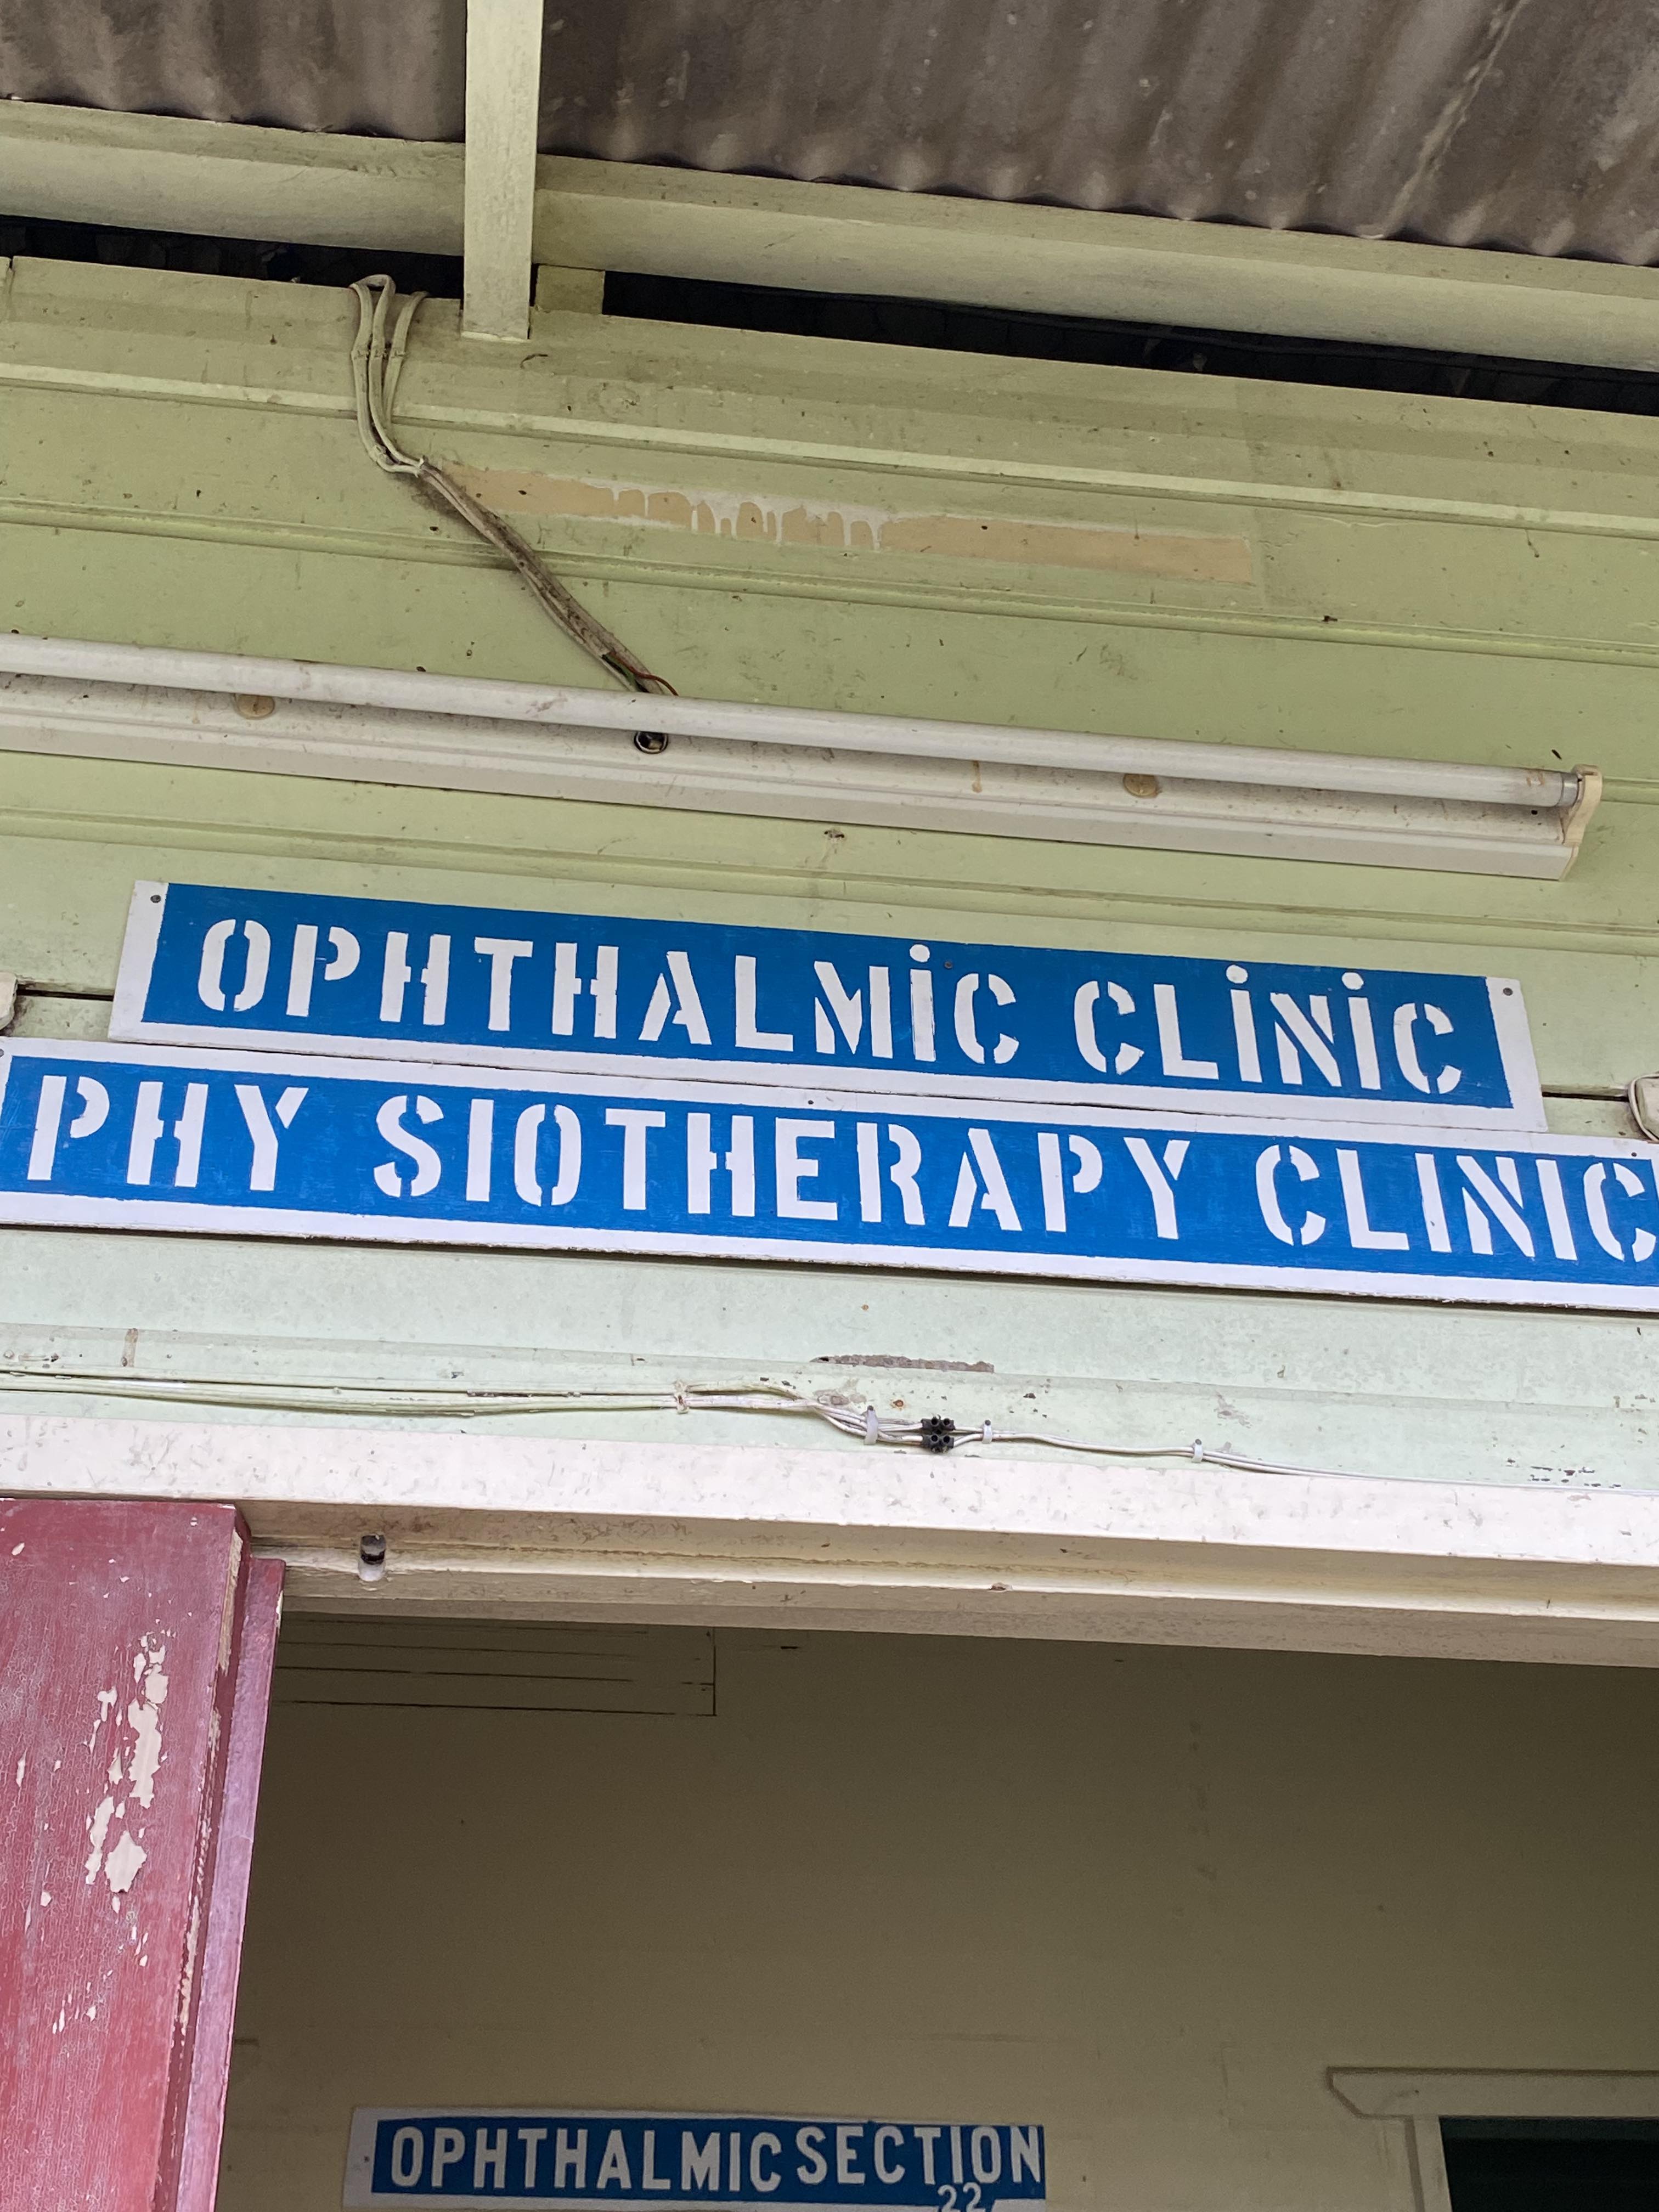 OPHTHALMiC CLiNiC
PHY SIOTHERAPY CLINIC
OPHTHALMIC SECTION
22